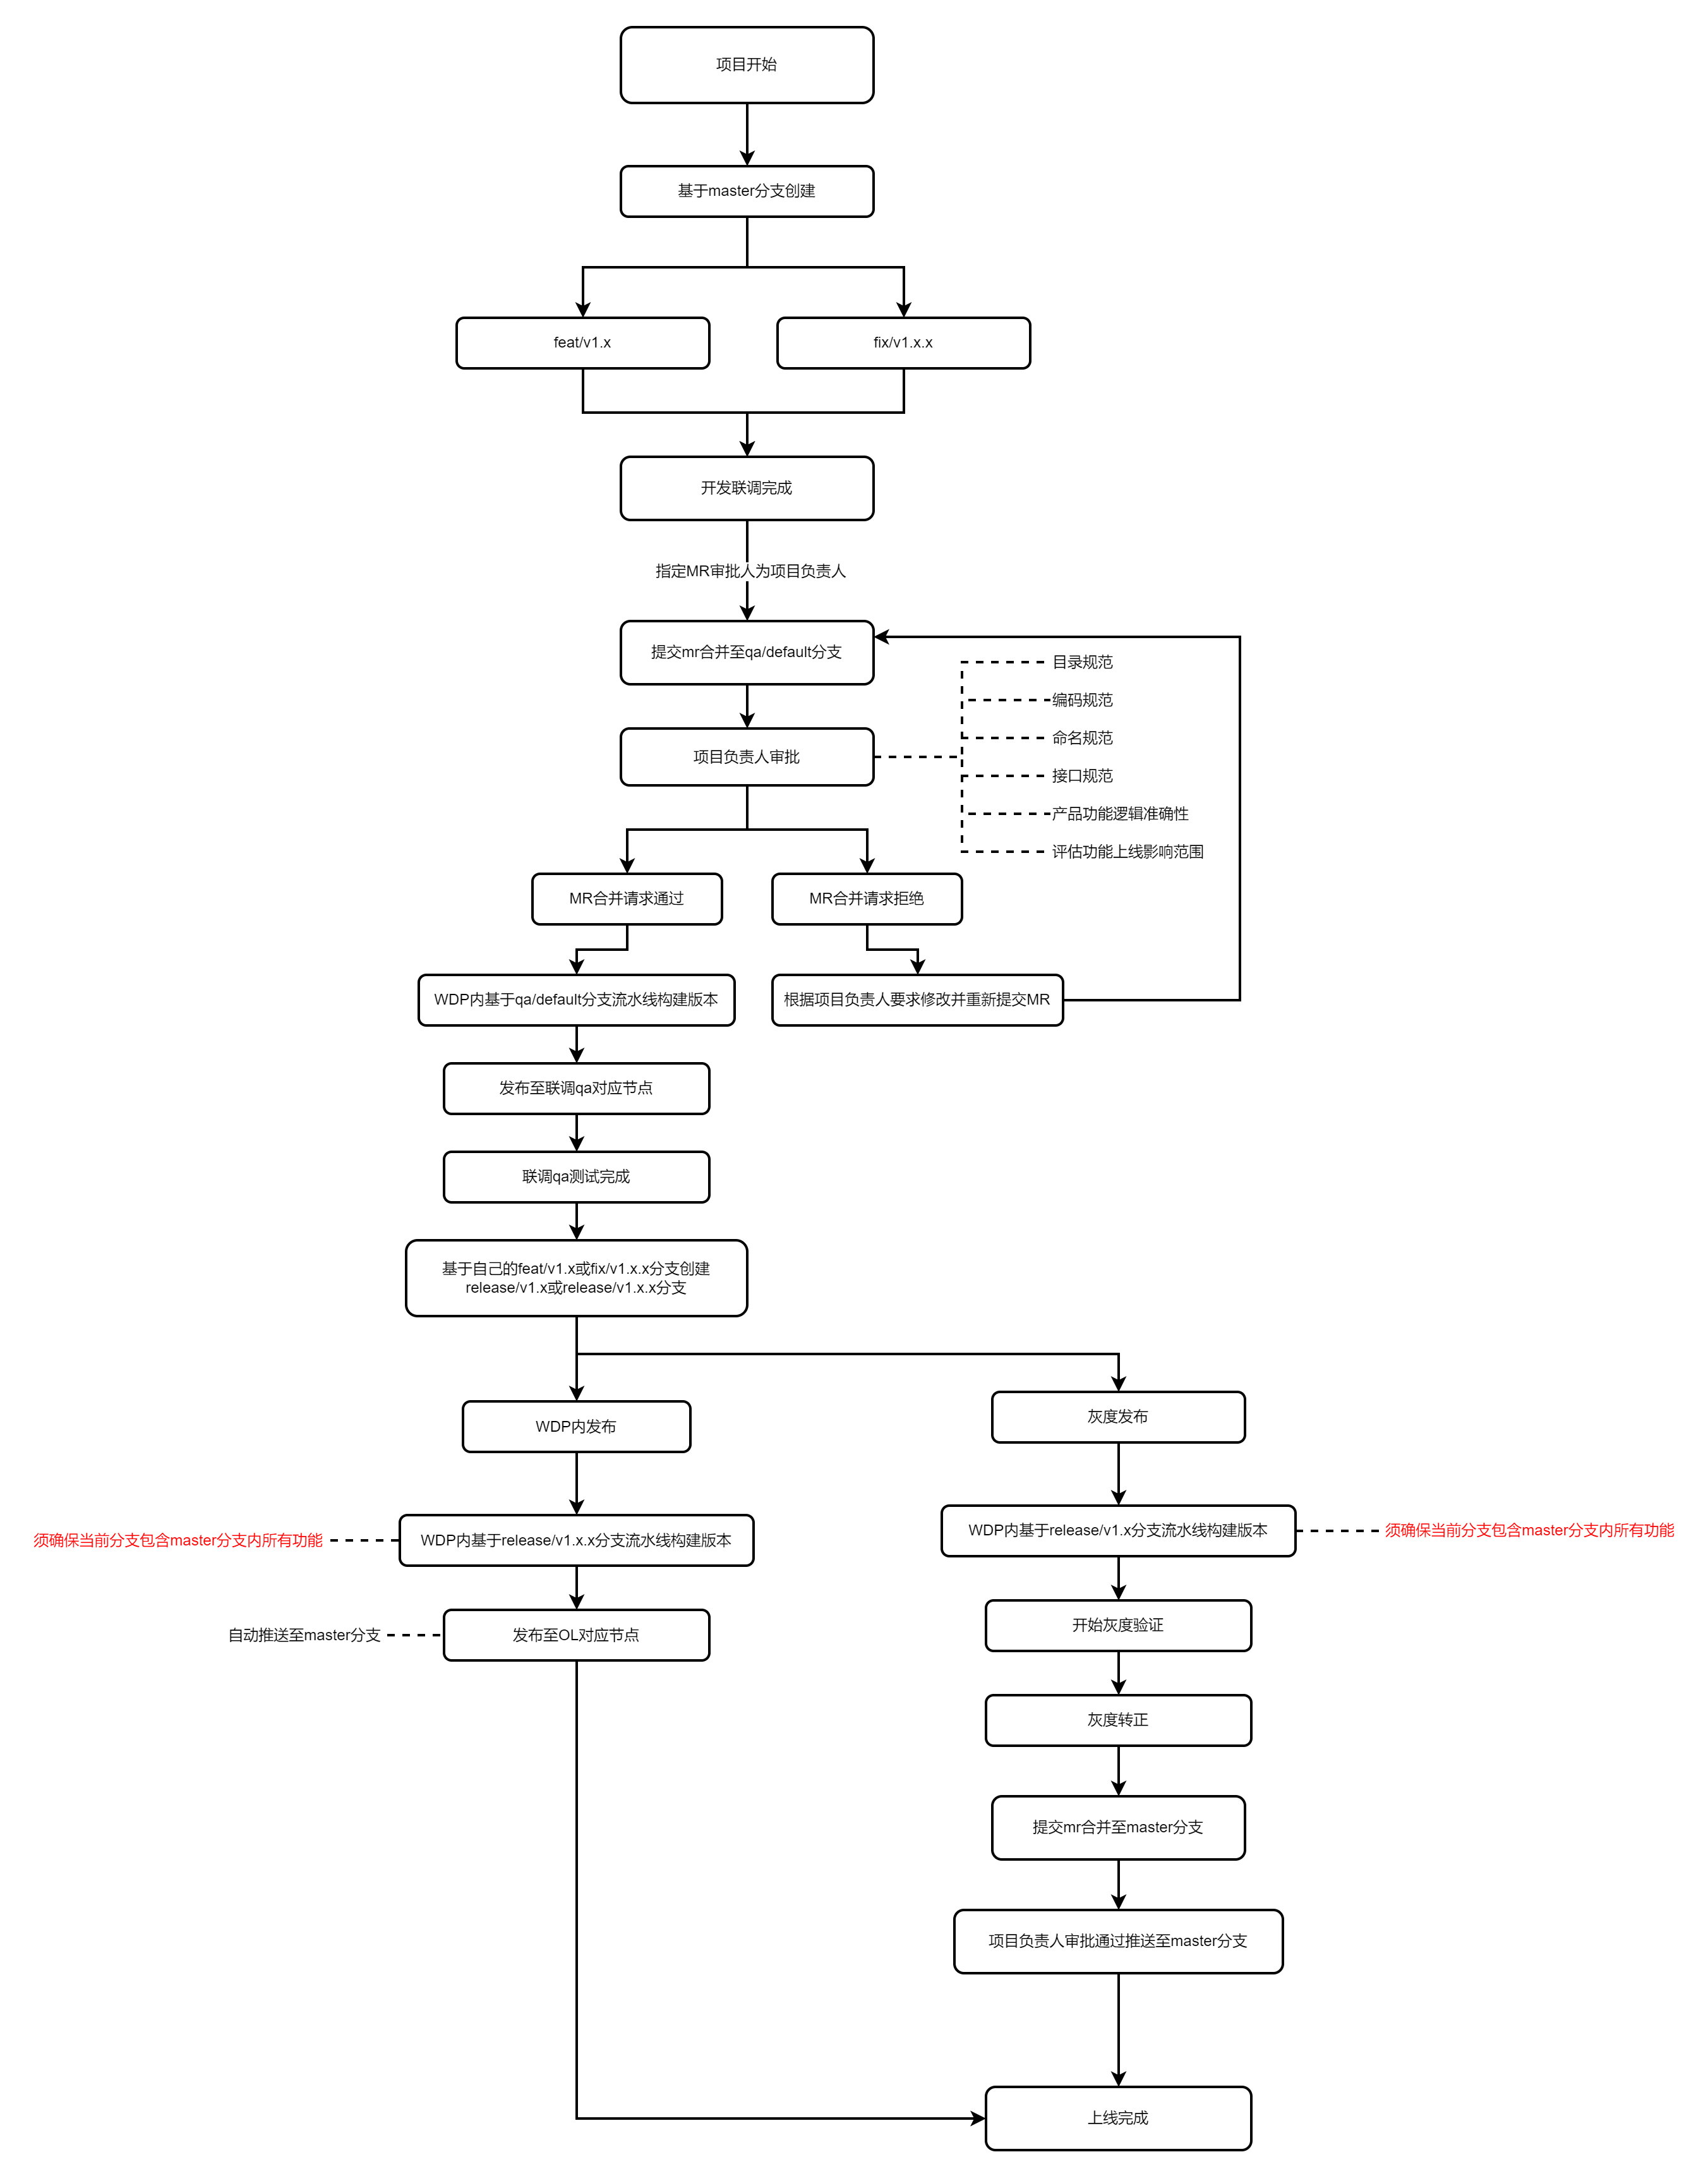 项目开始
基于master分支创建
feat/v1.x
fix/v1.x.x
开发联调完成
指定MR审批人为项目负责人
提交mr合并至qa/default分支
目录规范
编码规范
命名规范
项目负责人审批
接口规范
产品功能逻辑准确性
评估功能上线影响范围
MR合并请求通过
MR合并请求拒绝
WDP内基于qa/default分支流水线构建版本
根据项目负责人要求修改并重新提交MR
发布至联调qa对应节点
联调qa测试完成
基于自己的feat/v1.x或fix/v1.x.x分支创建
release/v1.x或release/v1.x.x分支
WDP内发布
灰度发布
须确保当前分支包含master分支内所有功能
WDP内基于release/v1.x.x分支流水线构建版本
WDP内基于release/v1.x分支流水线构建版本
须确保当前分支包含master分支内所有功能
自动推送至master分支
发布至OL对应节点
开始灰度验证
灰度转正
提交mr合并至master分支
项目负责人审批通过推送至master分支
上线完成